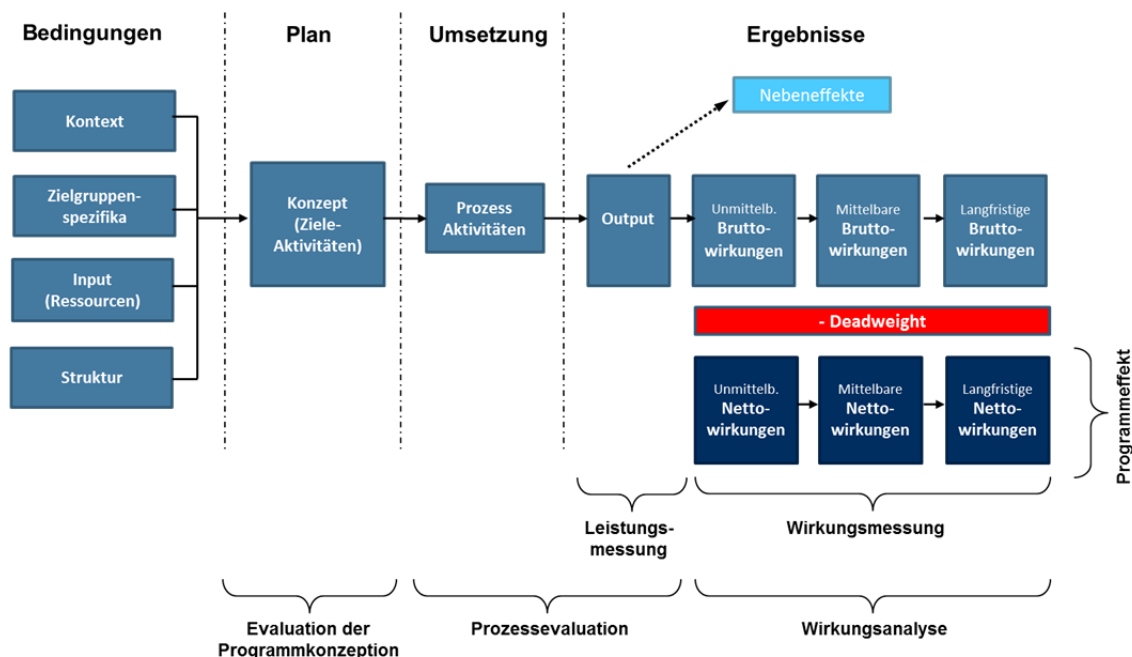 Bedingungen
Plan
Umsetzung
Ergebnisse
Nebeneffekte
Kontext
Zielgruppen-
spezifika
Input
(Ressourcen)
Struktur
Konzept
(Ziele-
Aktivitäten)
Prozess
Aktivitäten
Output
Unmittelb.
Brutto-
wirkungen
Mittelbare
Brutto-
wirkungen
Langfristige
Brutto-
wirkungen
- Deadweight
Unmittelb.
Netto-
wirkungen
Mittelbare
Netto-
wirkungen
Langfristige
Netto-
wirkungen
Programmeffekt
Leistungs-
messung
Wirkungsmessung
Evaluation der
Programmkonzeption
Prozessevaluation
Wirkungsanalyse